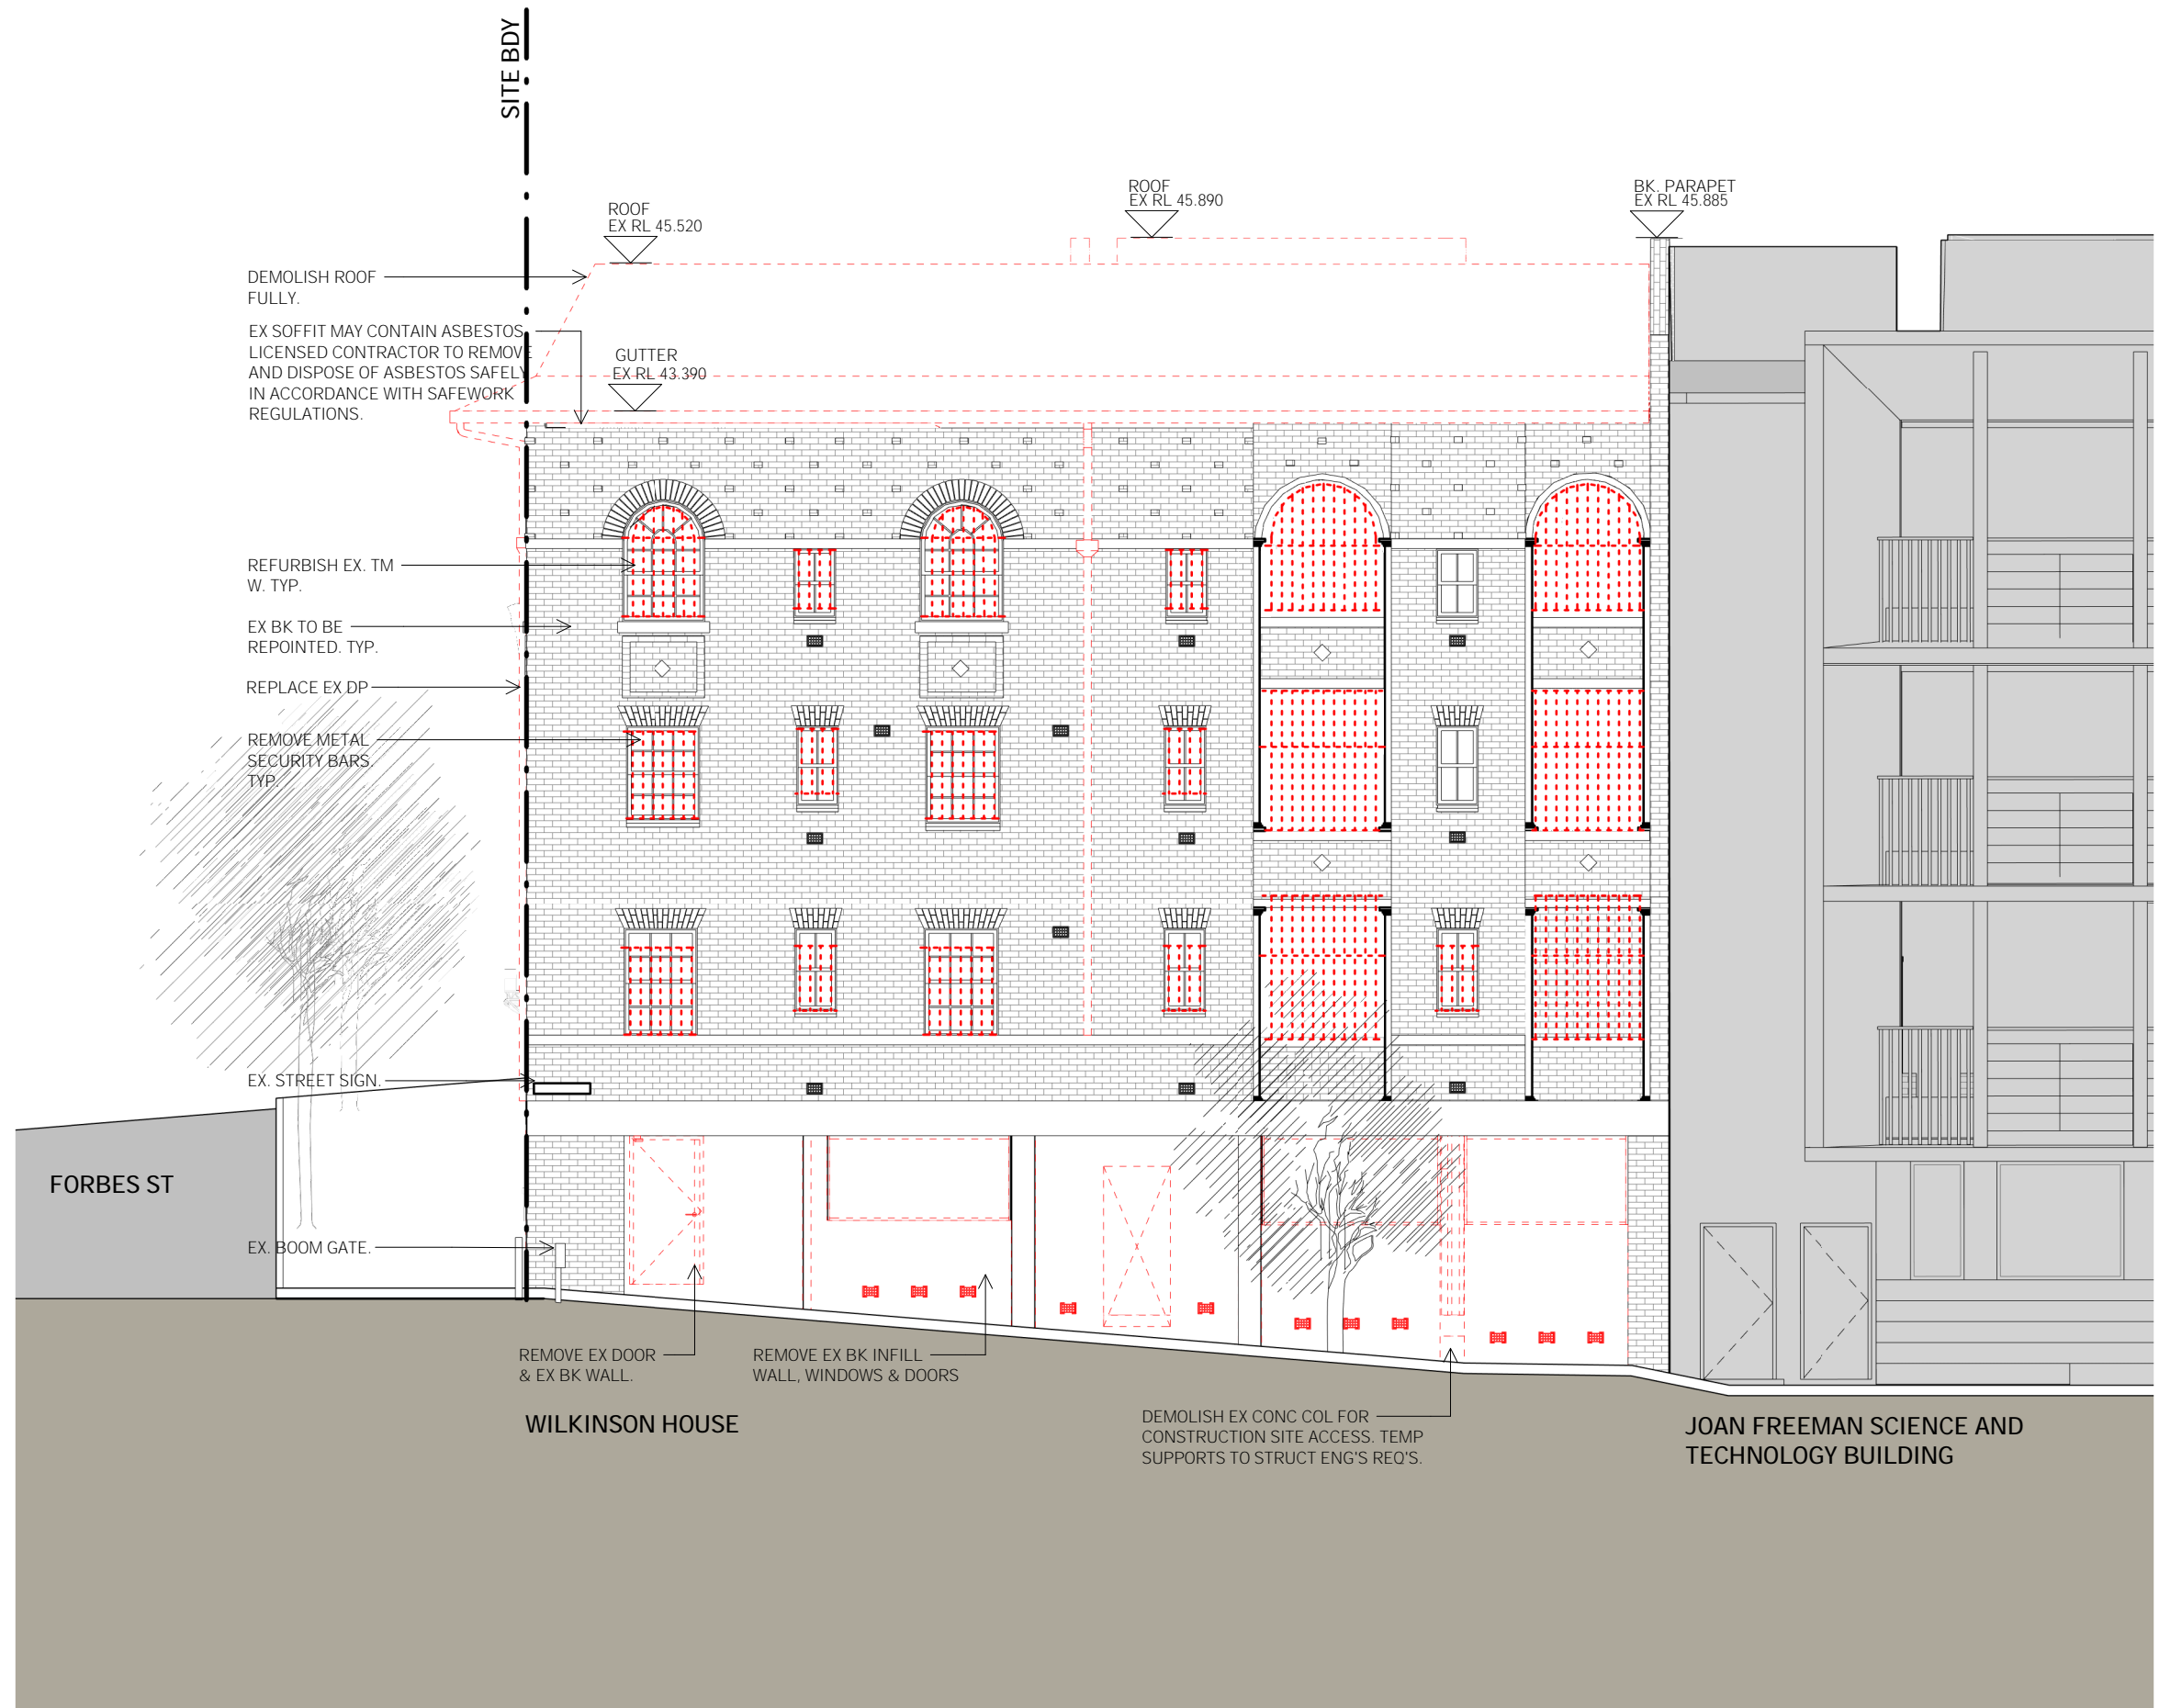 SITE BDY
ROOF
EX RL 45.520
ROOF
EX RL 45.890
BK. PARAPET
EX RL 45.885
DEMOLISH ROOF
FULLY.
EX SOFFIT MAY CONTAIN ASBESTOS
LICENSED CONTRACTOR TO REMOVE
AND DISPOSE OF ASBESTOS SAFELY
IN ACCORDANCE WITH SAFEWORK
REGULATIONS.
GUTTER
EX RL 43.390
REFURBISH EX. TM
W. TYP.
EX BK TO BE
REPOINTED. TYP.
REPLACE EX DP
REMOVE METAL
SECURITY BARS.
TYP.
EX. STREET SIGN.
FORBES ST
EX. BOOM GATE.
REMOVE EX DOOR
& EX BK WALL.
REMOVE EX BK INFILL
WALL, WINDOWS & DOORS
WILKINSON HOUSE
DEMOLISH EX CONC COL FOR
CONSTRUCTION SITE ACCESS. TEMP
SUPPORTS TO STRUCT ENG'S REQ'S.
JOAN FREEMAN SCIENCE AND
TECHNOLOGY BUILDING